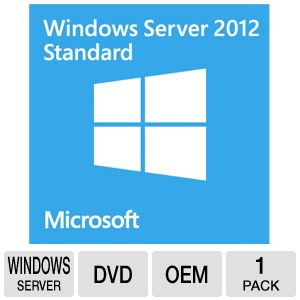 Windows Server 2012
Standard
Microsoft
WINDOWS
SERVER
DVD
OEM
1
PACK